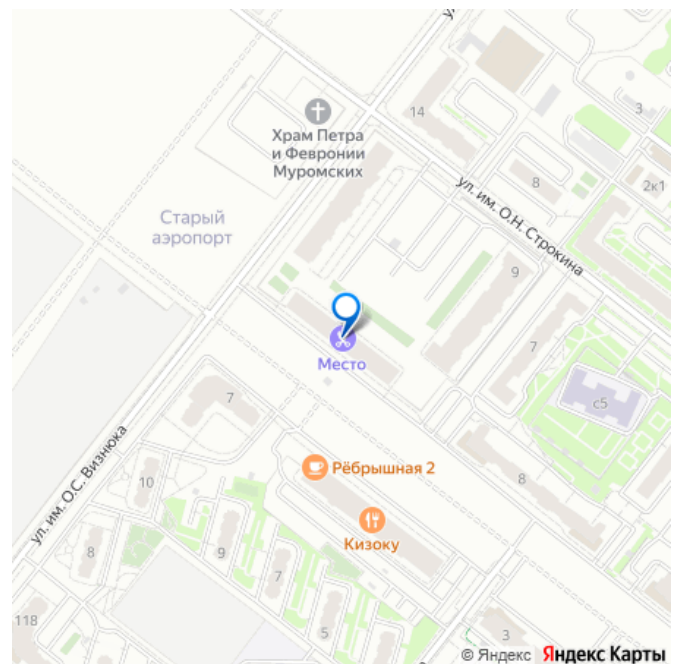 14
3
Храм Петра
и Февронии
Муромских
8
2к1
ул. им. О.Н. Строкина
Старый
аэропорт
9
Место
7
с5
7
ул. им. О.С. Визнюка
Рёбрышная 2
8
10
Кизоку
8
9
7
5
118
3
© Яндекс Яндекс Карты